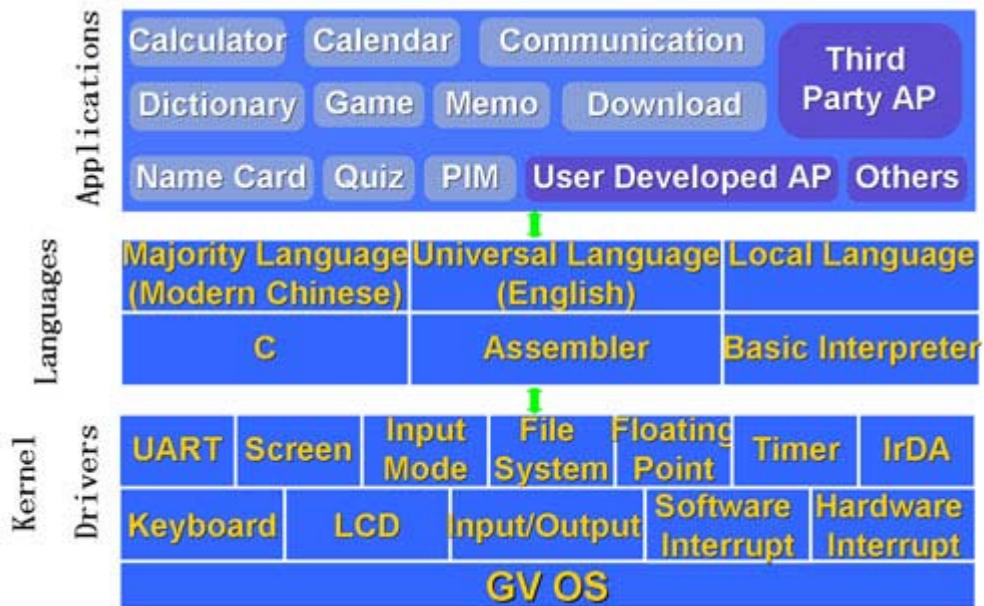 Applications
Calculator
Calendar
Communication
Third
Party AP
Dictionary
Game
Memo
Download
Name Card
Quiz
PIM
User Developed AP
Others
Languages
Majority Language
(Modern Chinese)
Universal Language
(English)
Local Language
C
Assembler
Basic Interpreter
Kernel
Drivers
UART
Screen
Input
Mode
File
System
Floating
Point
Timer
IrDA
Keyboard
LCD
Input/Output
Software
Interrupt
Hardware
Interrupt
GV OS